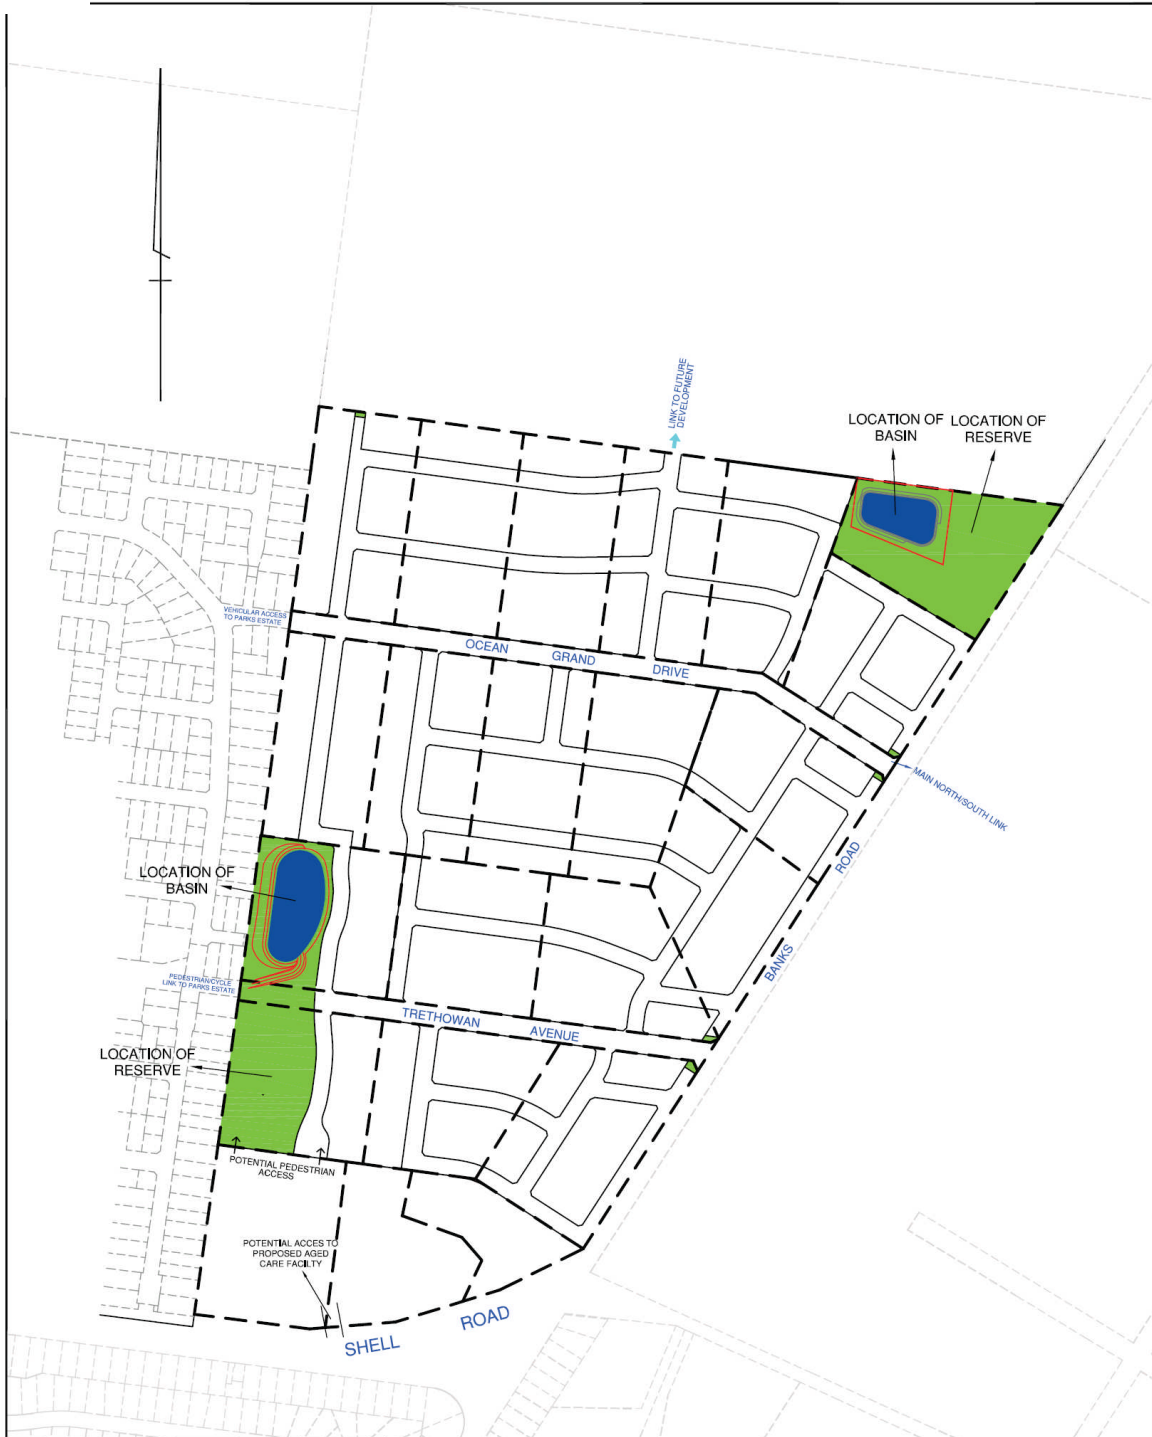 LINK TO FUTURE
DEVELOPMENT
LOCATION OF
BASIN
LOCATION OF
RESERVE
VEHICULAR ACCESS
TO PARKS ESTATE
OCEAN GRAND DRIVE
MAIN NORTH/SOUTH LINK
BANKS ROAD
LOCATION OF
BASIN
PEDESTRIAN/CYCLE
LINK TO PARKS ESTATE
TRETHOWAN AVENUE
LOCATION OF
RESERVE
POTENTIAL PEDESTRIAN
ACCESS
POTENTIAL ACCES TO
PROPOSED AGED
CARE FACILTY
SHELL ROAD